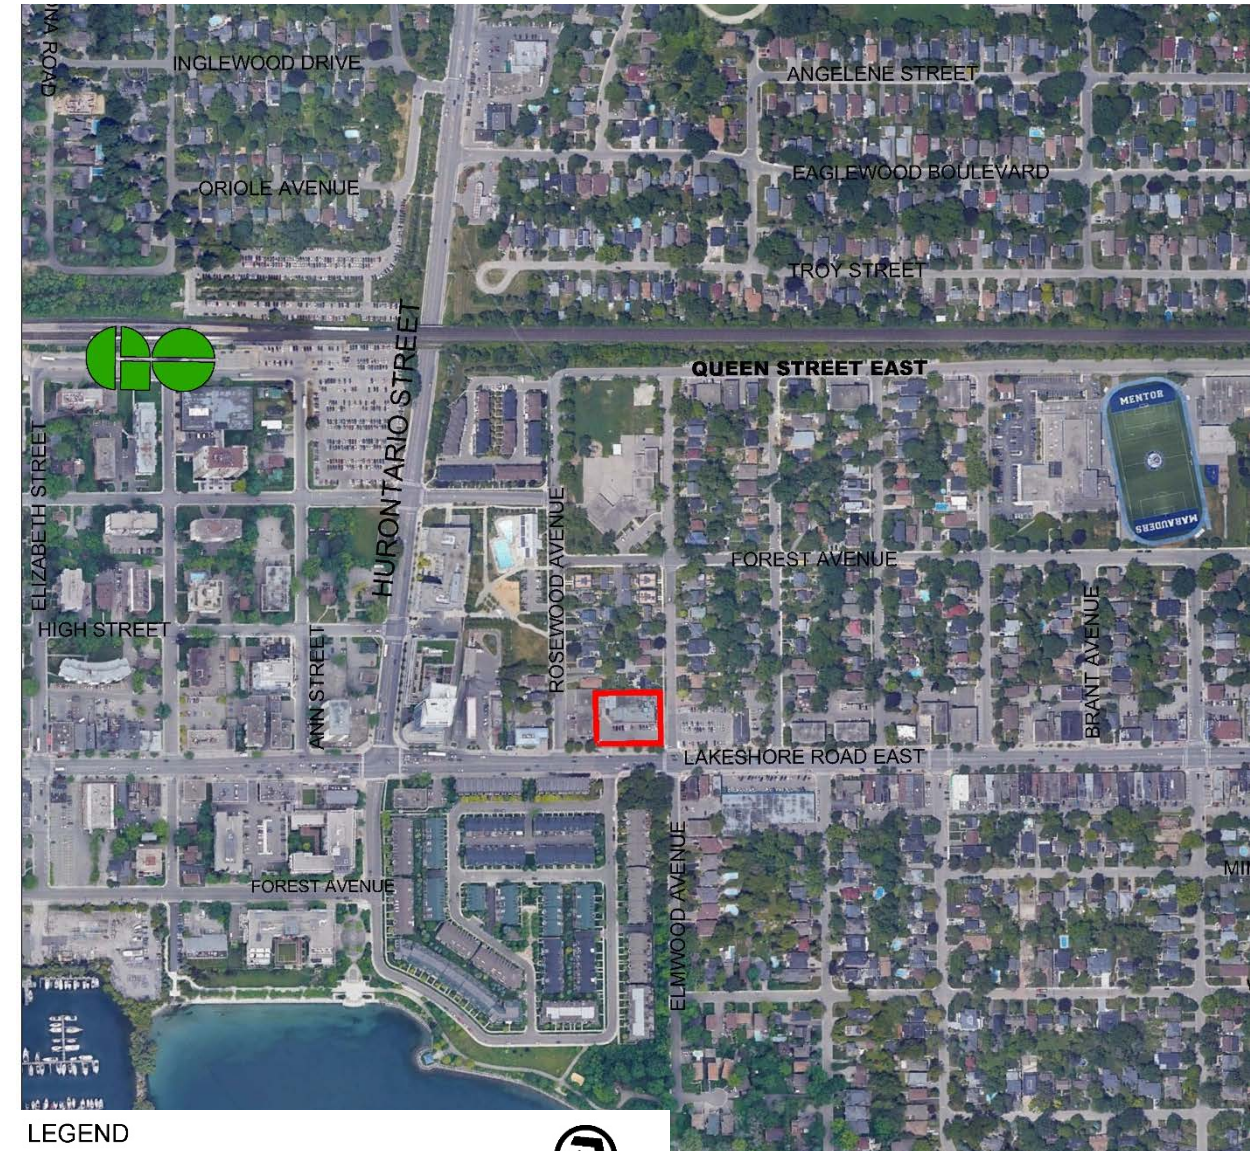 INGLEWOOD DRIVE
ANGELENE STREET
ORIOLE AVENUE
EAGLEWOOD BOULEVARD
TROY STREET
GO
HURONTARIO STREET
QUEEN STREET EAST
MENTOR
MARAUDERS
ELIZABETH STREET
ROSEWOOD AVENUE
FOREST AVENUE
HIGH STREET
ANN STREET
BRANT AVENUE
LAKESHORE ROAD EAST
ELMWOOD AVENUE
FOREST AVENUE
LEGEND